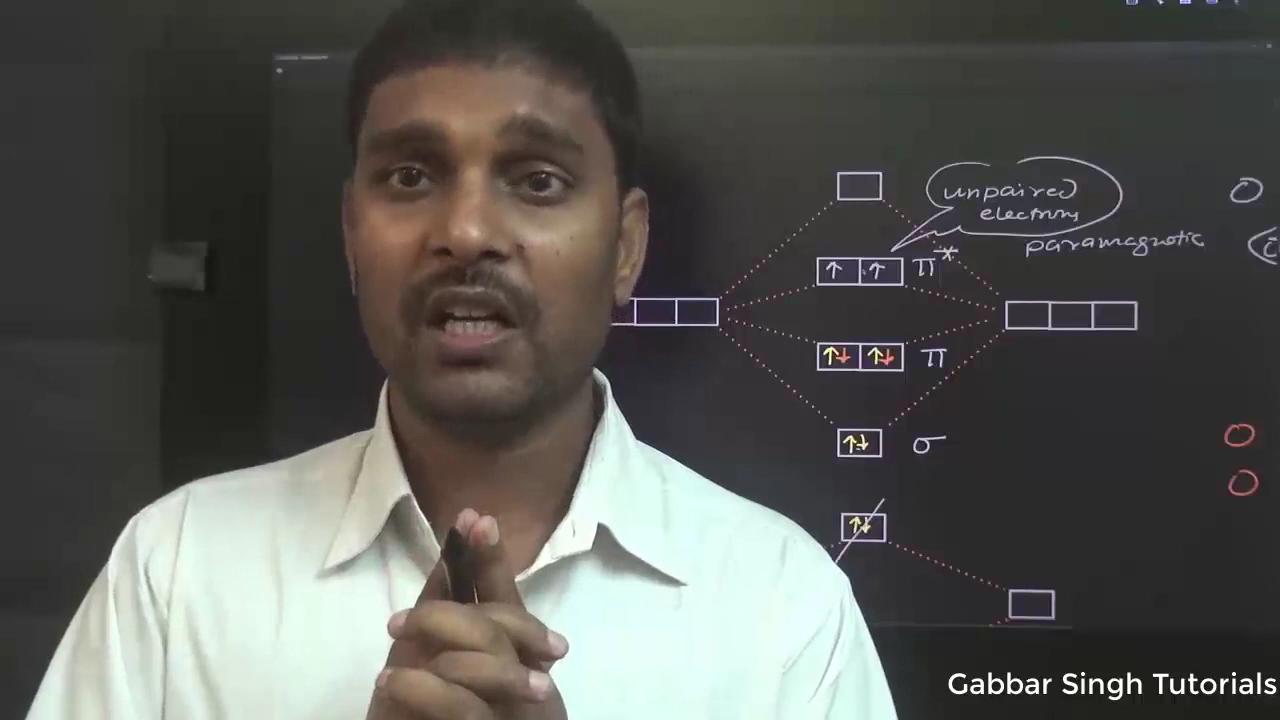 unpaired
electrons
paramagnetic
π*
π
σ
Gabbar Singh Tutorials